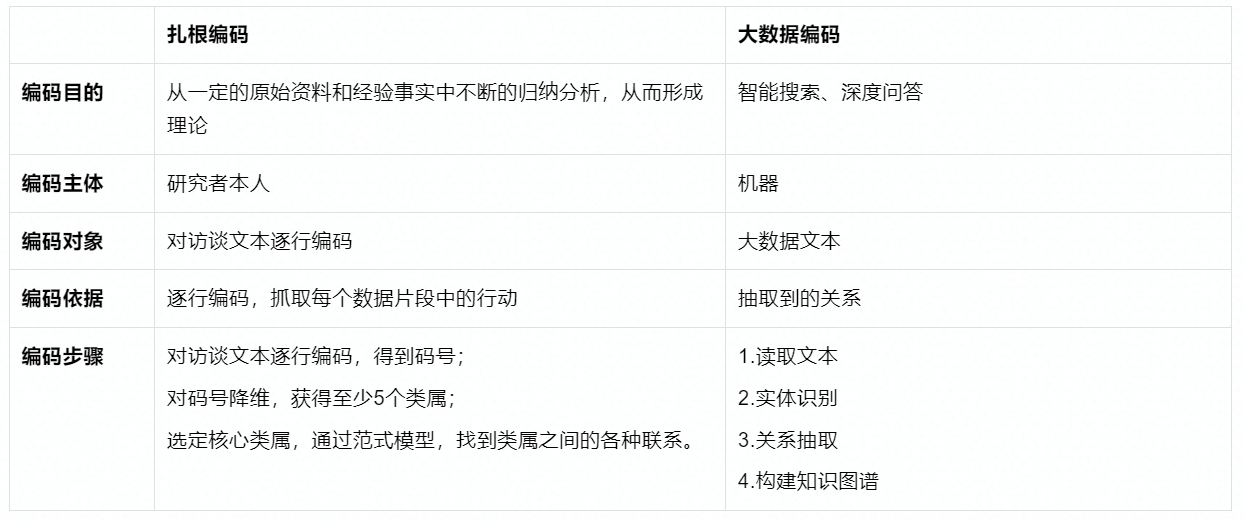 扎根编码
大数据编码
编码目的
从一定的原始资料和经验事实中不断的归纳分析，从而形成
理论
智能搜索、深度问答
编码主体
研究者本人
机器
编码对象
对访谈文本逐行编码
大数据文本
编码依据
逐行编码，抓取每个数据片段中的行动
抽取到的关系
编码步骤
对访谈文本逐行编码，得到码号；
对码号降维，获得至少5个类属；
选定核心类属，通过范式模型，找到类属之间的各种联系。
1.读取文本
2.实体识别
3.关系抽取
4.构建知识图谱